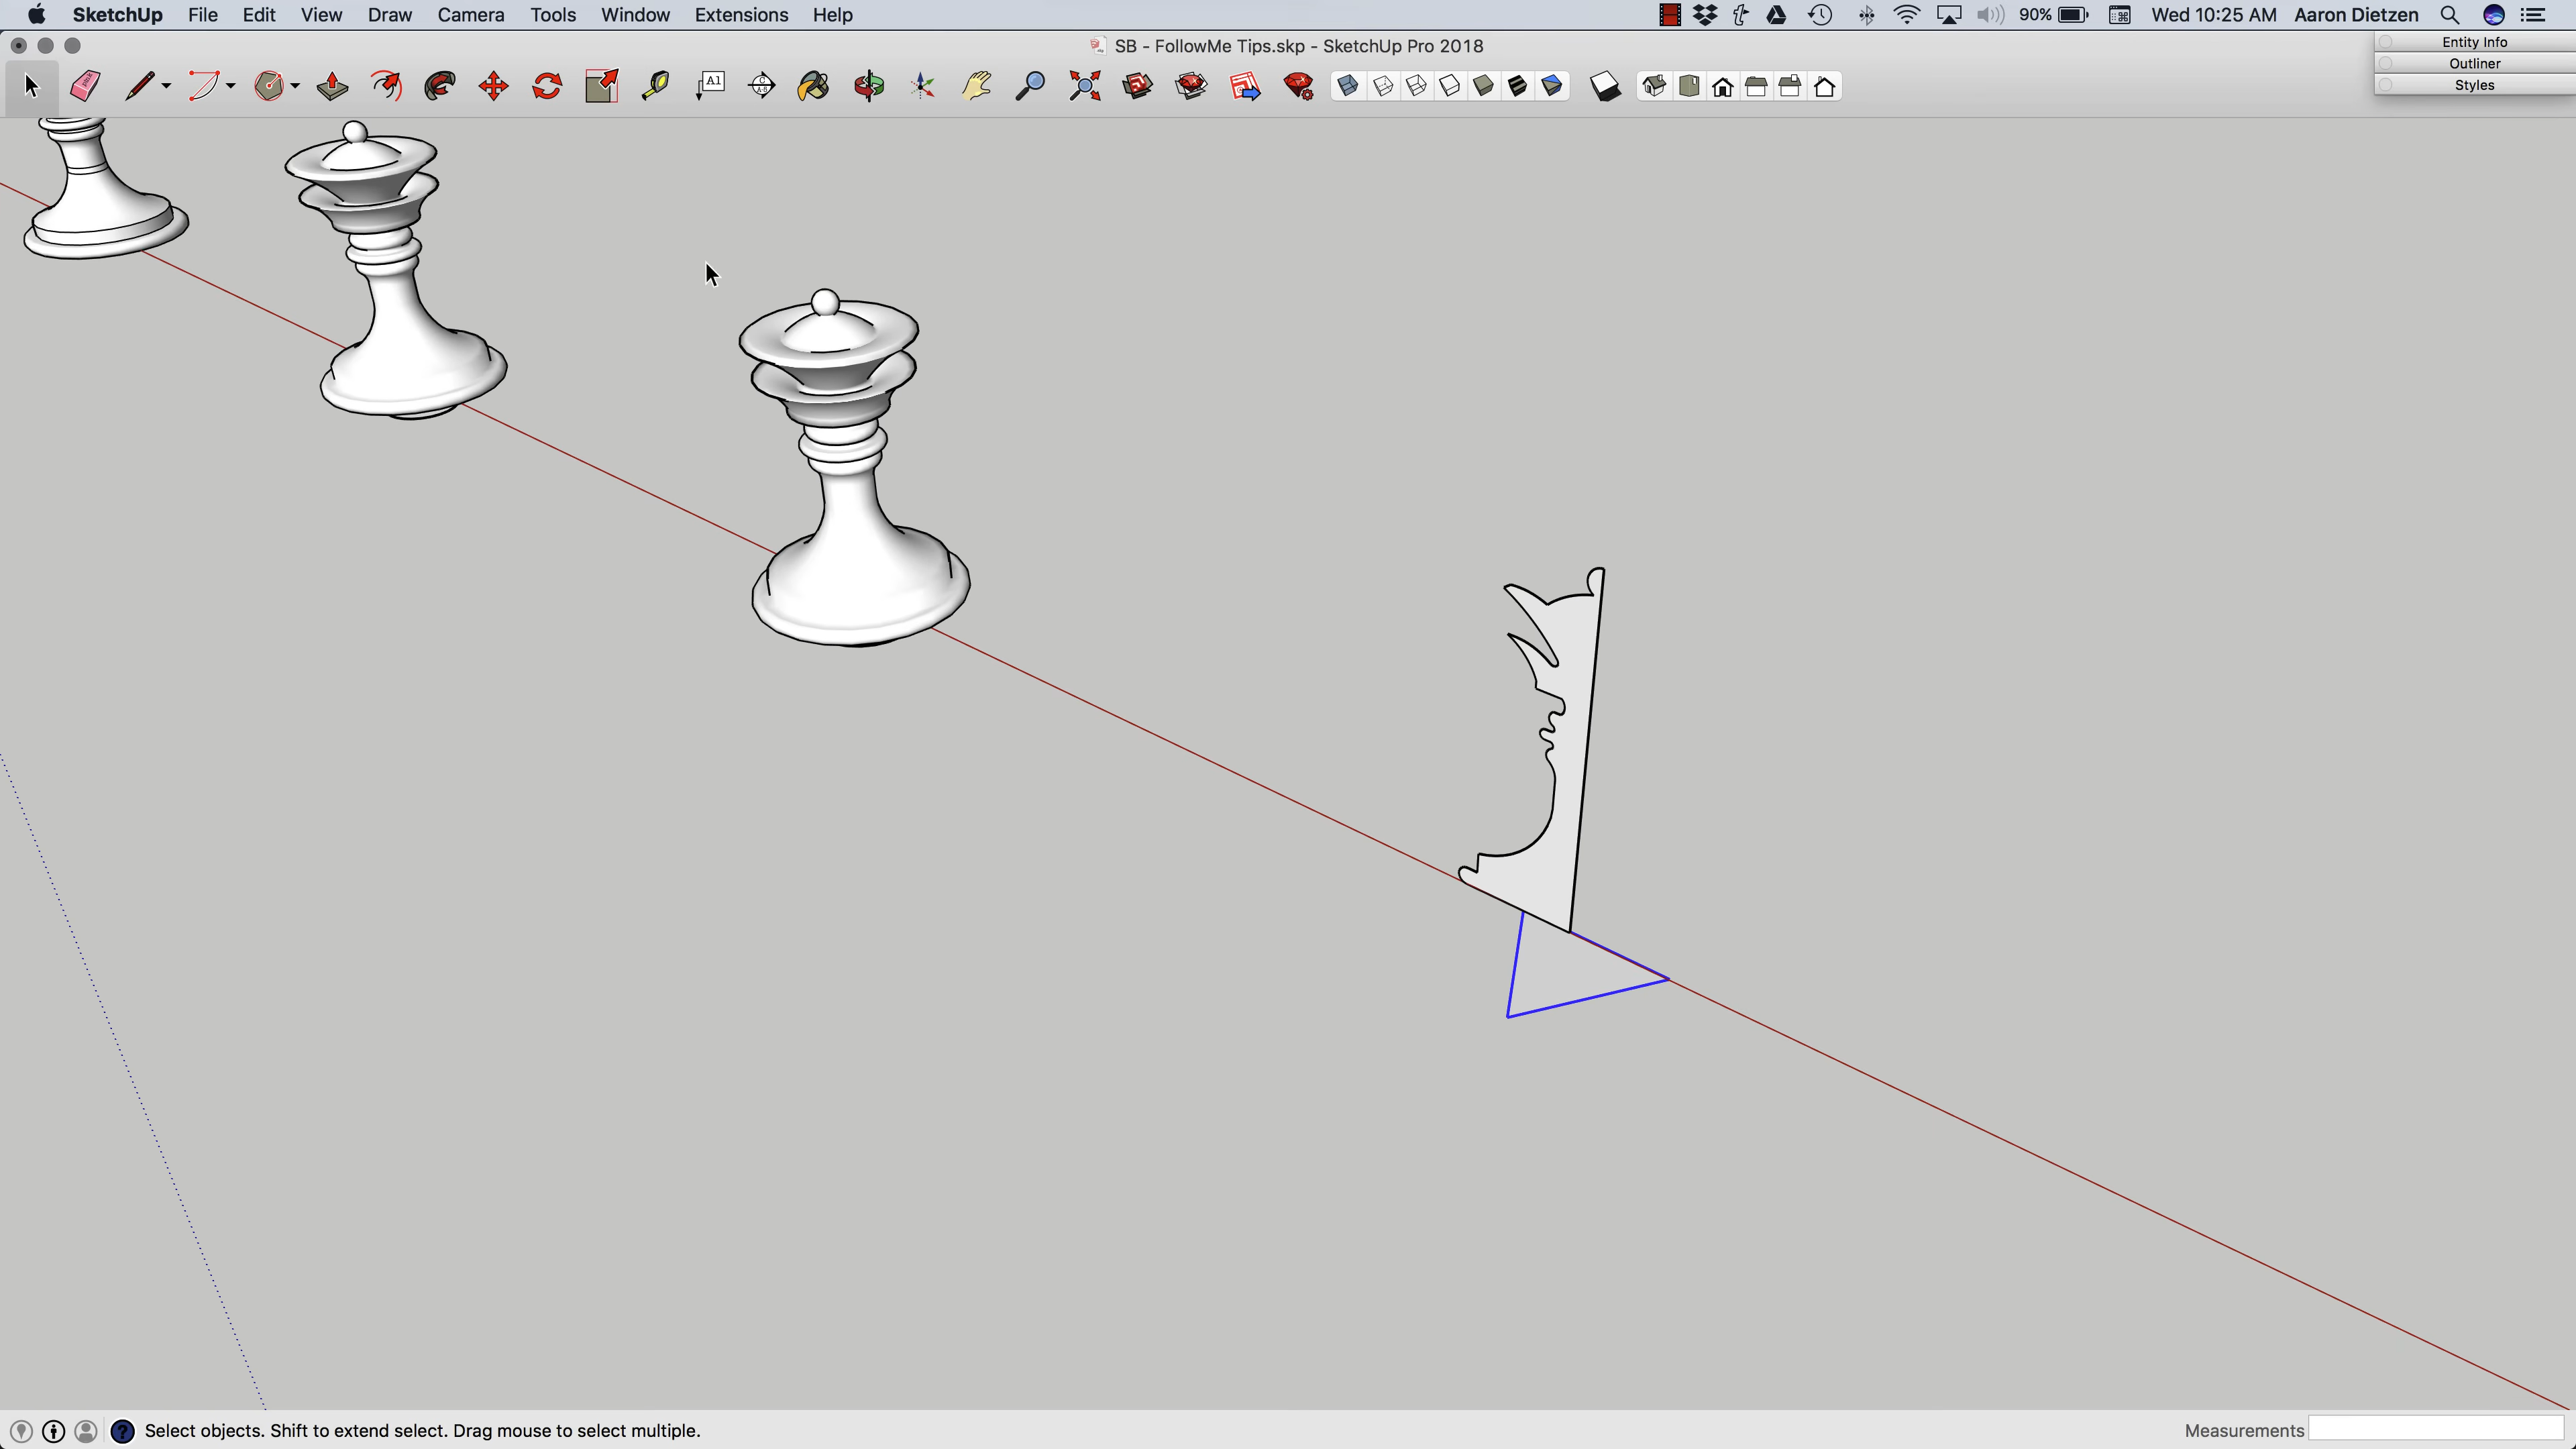 SketchUp File Edit View Draw Camera Tools Window Extensions Help 90% Wed 10:25 AM Aaron Dietzen
SB - FollowMe Tips.skp - SketchUp Pro 2018
Entity Info
Outliner
Styles
A1
Select objects. Shift to extend select. Drag mouse to select multiple.
Measurements